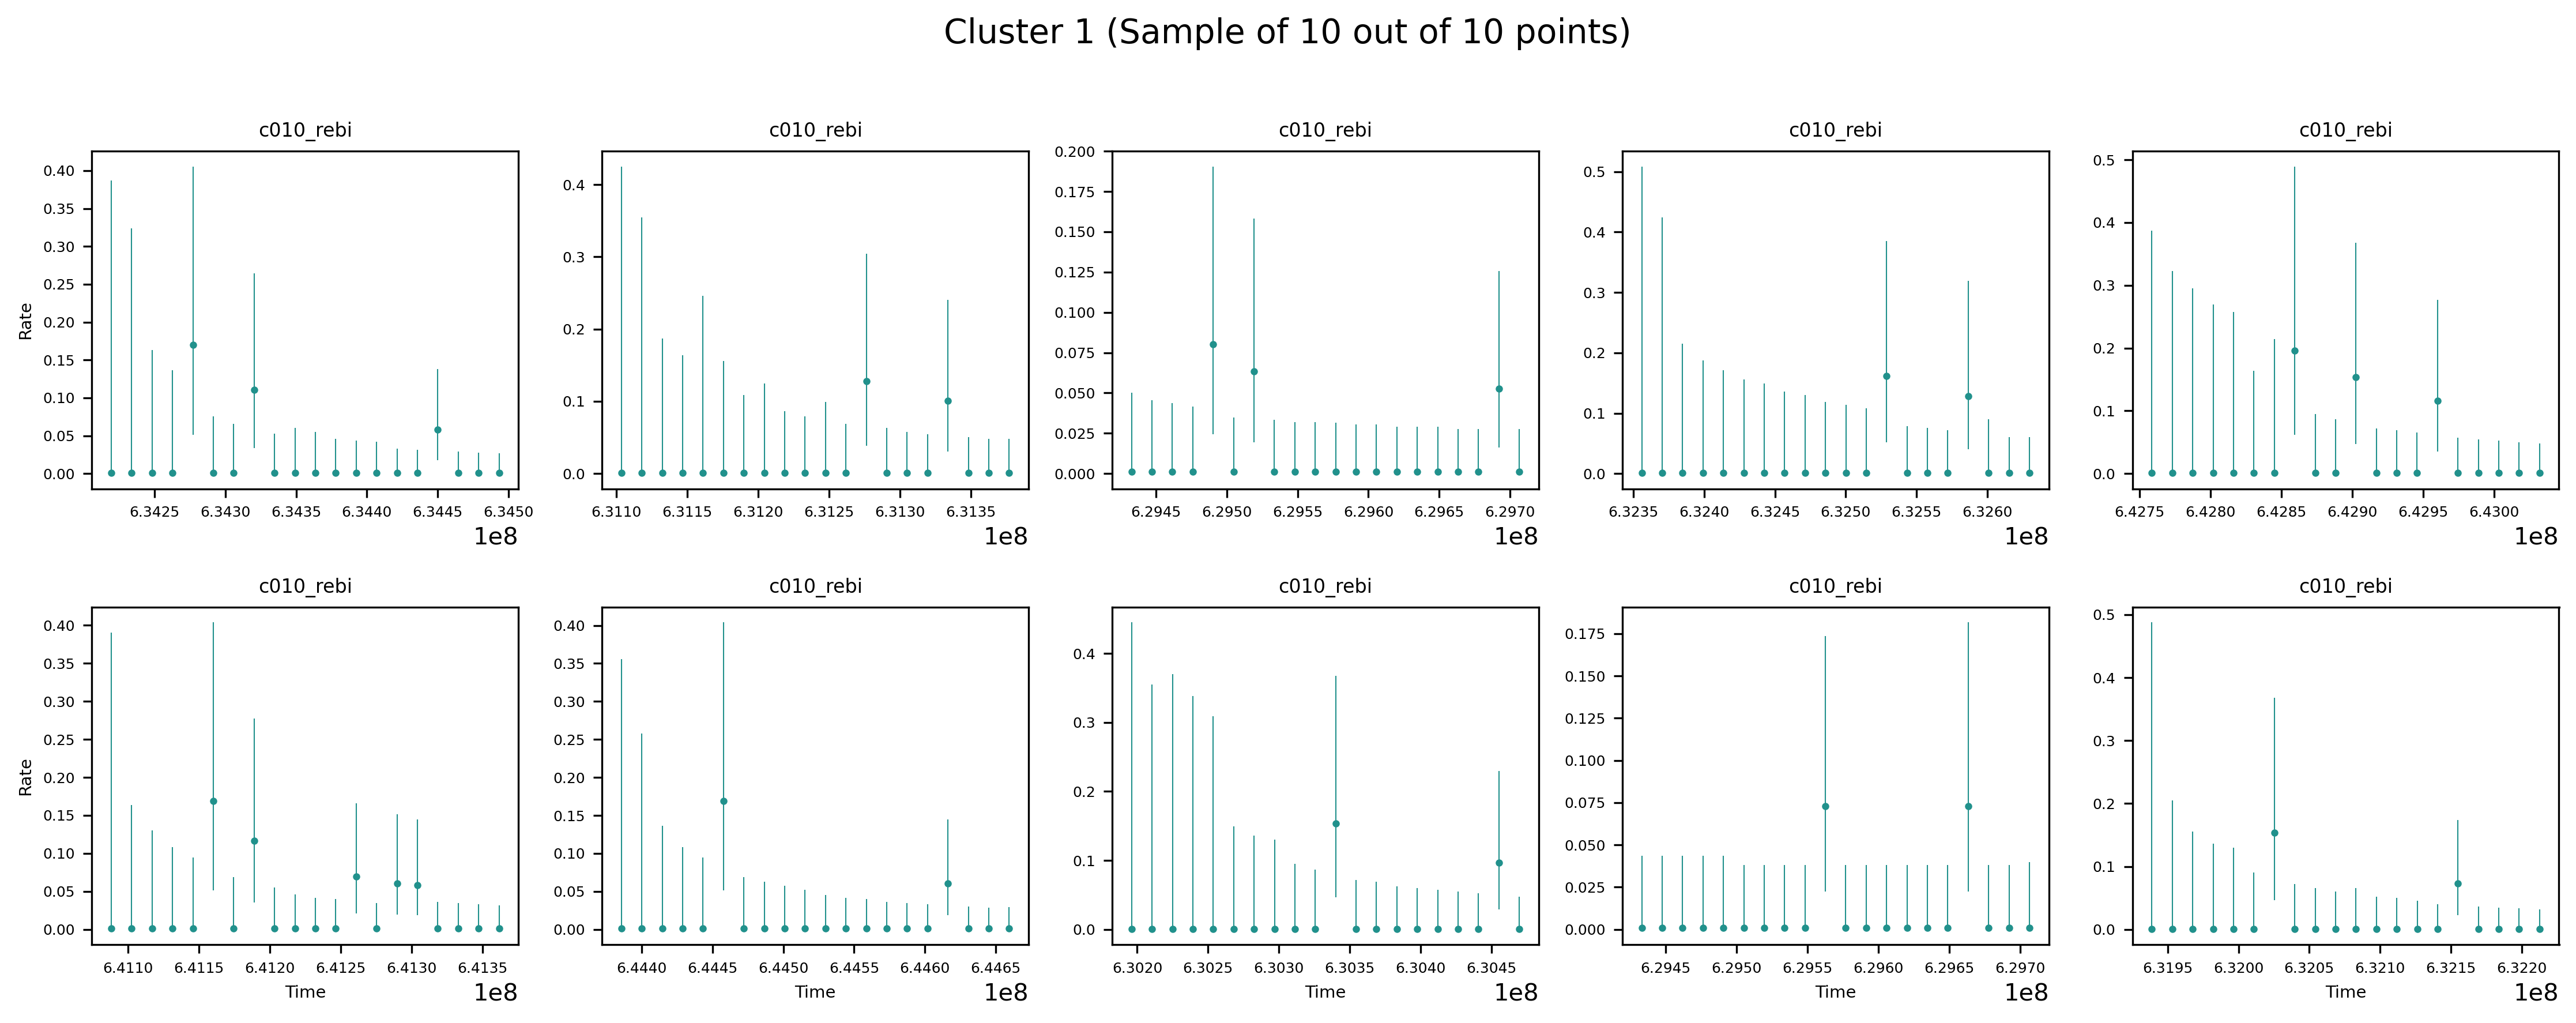 Cluster 1 (Sample of 10 out of 10 points)
c010_rebi c010_rebi c010_rebi c010_rebi c010_rebi
Rate
0.40 0.35 0.30 0.25 0.20 0.15 0.10 0.05 0.00
6.3425 6.3430 6.3435 6.3440 6.3445 6.3450
1e8
0.4 0.3 0.2 0.1 0.0
6.3110 6.3115 6.3120 6.3125 6.3130 6.3135
1e8
0.200 0.175 0.150 0.125 0.100 0.075 0.050 0.025 0.000
6.2945 6.2950 6.2955 6.2960 6.2965 6.2970
1e8
0.5 0.4 0.3 0.2 0.1 0.0
6.3235 6.3240 6.3245 6.3250 6.3255 6.3260
1e8
0.5 0.4 0.3 0.2 0.1 0.0
6.4275 6.4280 6.4285 6.4290 6.4295 6.4300
1e8
c010_rebi c010_rebi c010_rebi c010_rebi c010_rebi
Rate
0.40 0.35 0.30 0.25 0.20 0.15 0.10 0.05 0.00
6.4110 6.4115 6.4120 6.4125 6.4130 6.4135
Time
1e8
0.40 0.35 0.30 0.25 0.20 0.15 0.10 0.05 0.00
6.4440 6.4445 6.4450 6.4455 6.4460 6.4465
Time
1e8
0.4 0.3 0.2 0.1 0.0
6.3020 6.3025 6.3030 6.3035 6.3040 6.3045
Time
1e8
0.175 0.150 0.125 0.100 0.075 0.050 0.025 0.000
6.2945 6.2950 6.2955 6.2960 6.2965 6.2970
Time
1e8
0.5 0.4 0.3 0.2 0.1 0.0
6.3195 6.3200 6.3205 6.3210 6.3215 6.3220
Time
1e8